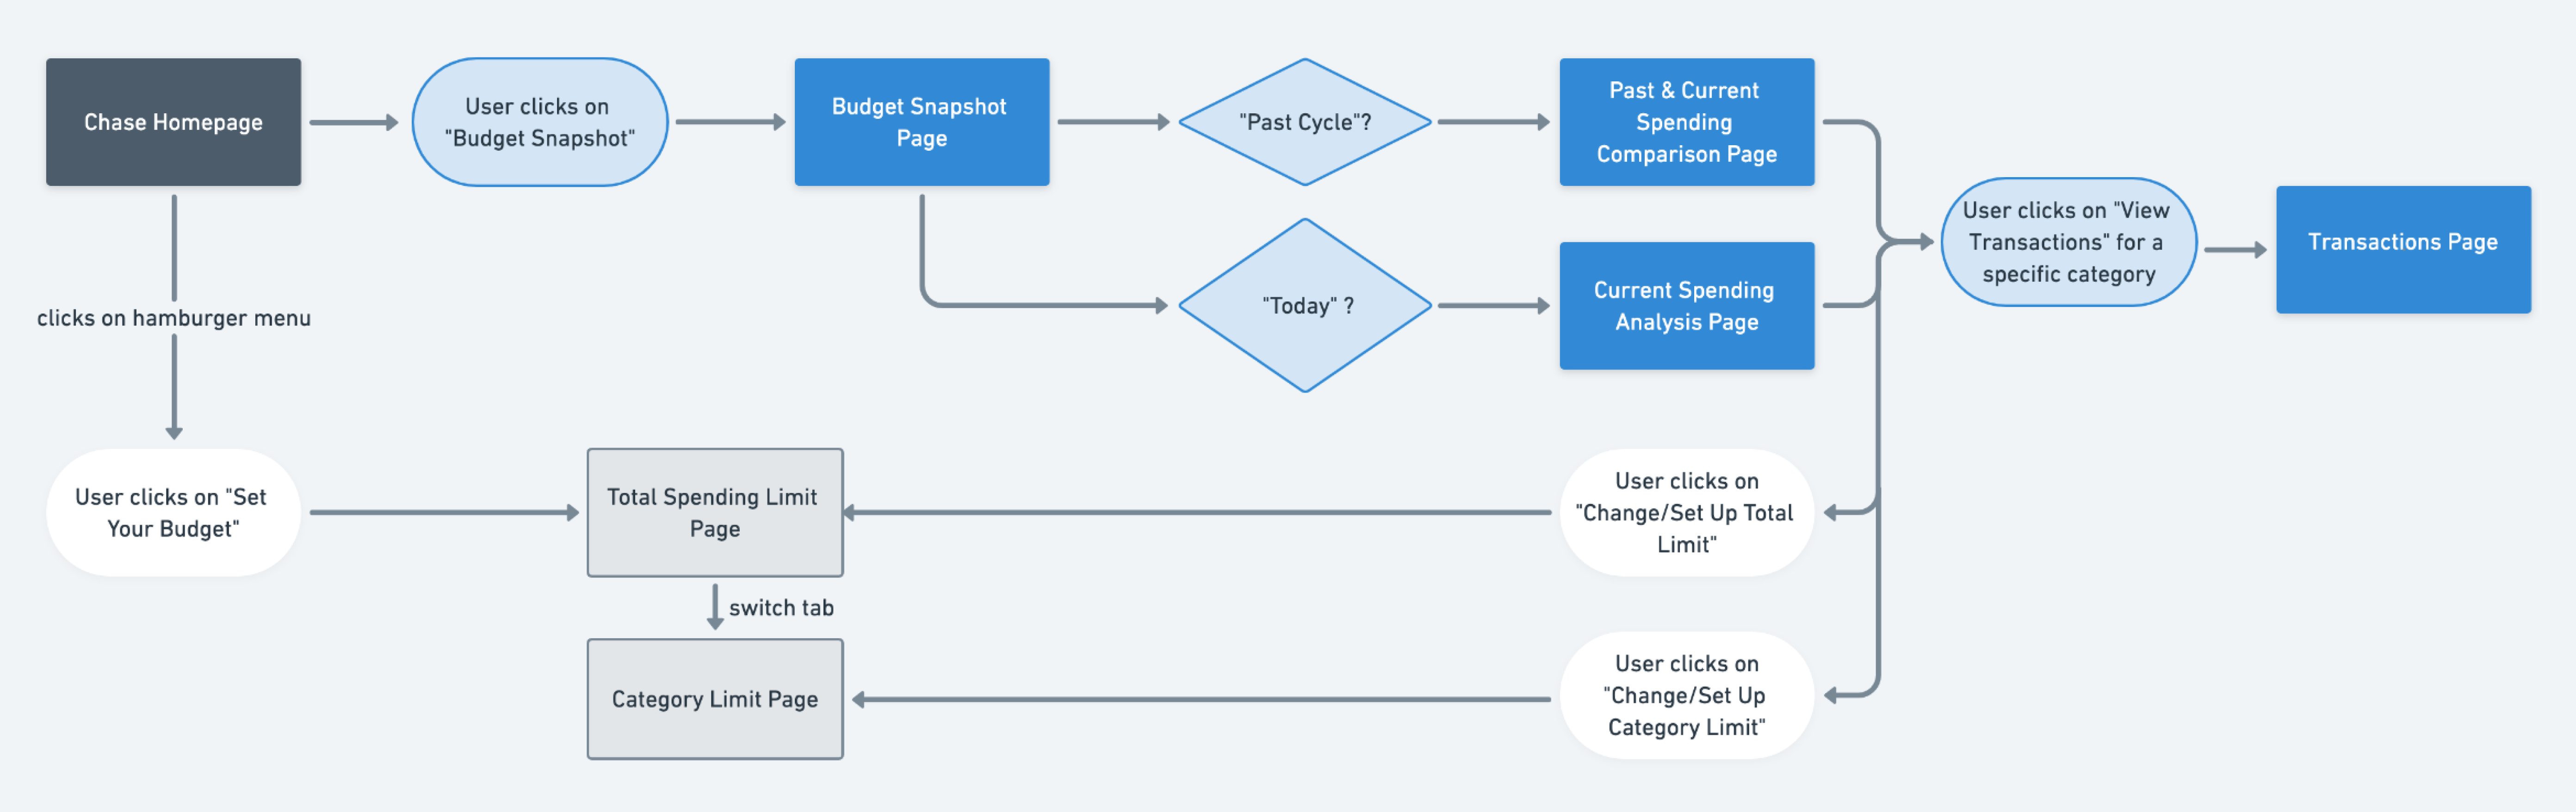 Chase Homepage
User clicks on
"Budget Snapshot"
Budget Snapshot
Page
"Past Cycle"?
Past & Current
Spending
Comparison Page
"Today" ?
Current Spending
Analysis Page
User clicks on "View
Transactions" for a
specific category
Transactions Page
clicks on hamburger menu
User clicks on "Set
Your Budget"
Total Spending Limit
Page
User clicks on
"Change/Set Up Total
Limit"
switch tab
Category Limit Page
User clicks on
"Change/Set Up
Category Limit"